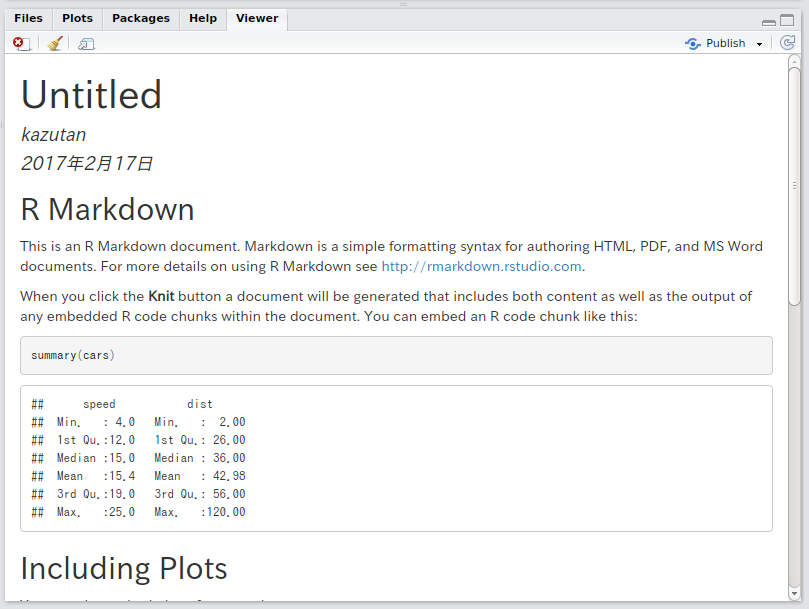 Files Plots Packages Help Viewer
Publish
Untitled
kazutan
2017年2月17日
R Markdown
This is an R Markdown document. Markdown is a simple formatting syntax for authoring HTML, PDF, and MS Word
documents. For more details on using R Markdown see http://rmarkdown.rstudio.com.
When you click the Knit button a document will be generated that includes both content as well as the output of
any embedded R code chunks within the document. You can embed an R code chunk like this:
summary(cars)
##      speed           dist
##  Min.   : 4.0   Min.   :  2.00
##  1st Qu.:12.0   1st Qu.: 26.00
##  Median :15.0   Median : 36.00
##  Mean   :15.4   Mean   : 42.98
##  3rd Qu.:19.0   3rd Qu.: 56.00
##  Max.   :25.0   Max.   :120.00
Including Plots